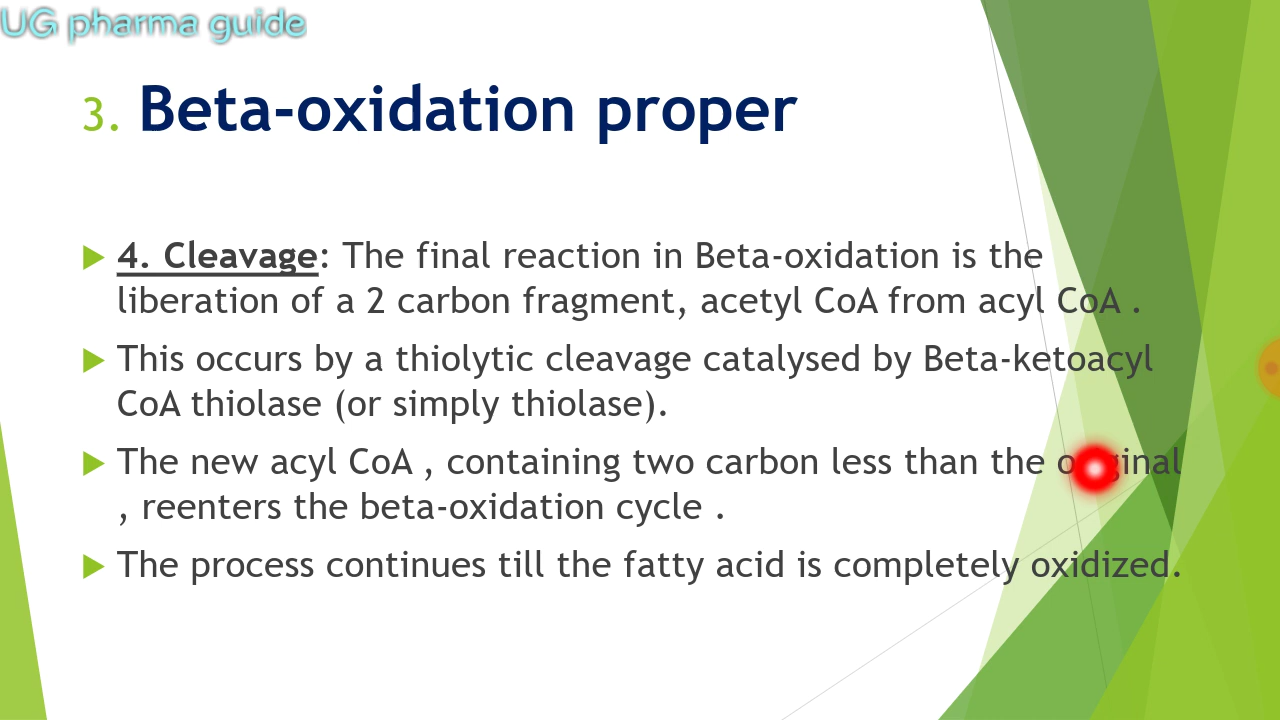 UG pharma guide
3. Beta-oxidation proper
4. Cleavage: The final reaction in Beta-oxidation is the
liberation of a 2 carbon fragment, acetyl CoA from acyl CoA .
This occurs by a thiolytic cleavage catalysed by Beta-ketoacyl
CoA thiolase (or simply thiolase).
The new acyl CoA , containing two carbon less than the original
, reenters the beta-oxidation cycle .
The process continues till the fatty acid is completely oxidized.